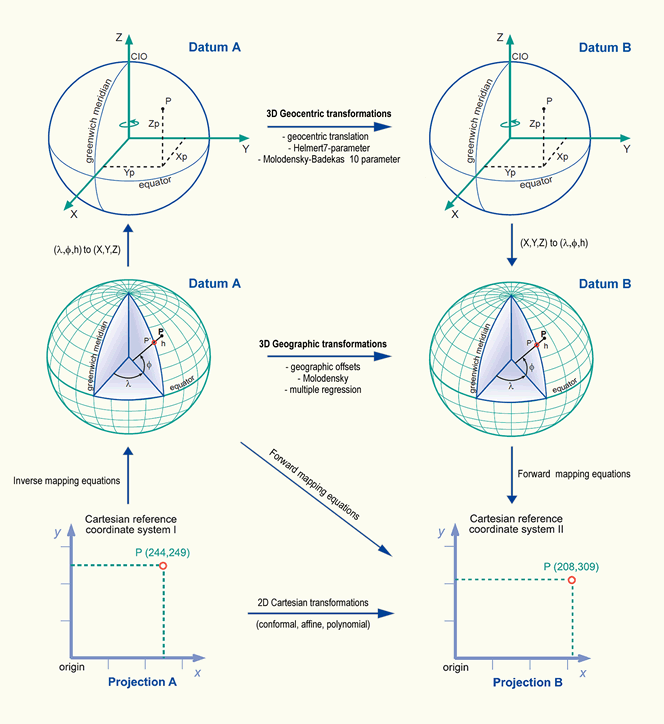 Z
Datum A
CIO
greenwich meridian
P
Zp
Y
Xp
Yp
equator
X
3D Geocentric transformations
- geocentric translation
- Helmert7-parameter
- Molodensky-Badekas 10 parameter
Z
Datum B
CIO
greenwich meridian
P
Zp
Y
Xp
Yp
equator
X
(λ,ϕ,h) to (X,Y,Z)
(X,Y,Z) to (λ,ϕ,h)
Datum A
greenwich meridian
P
P'
h
ϕ
λ
equator
3D Geographic transformations
- geographic offsets
- Molodensky
- multiple regression
Datum B
greenwich meridian
P
P'
h
ϕ
λ
equator
Inverse mapping equations
Forward mapping equations
Forward mapping equations
Cartesian reference
coordinate system I
y
P (244,249)
origin
x
Projection A
2D Cartesian transformations
(conformal, affine, polynomial)
Cartesian reference
coordinate system II
y
P (208,309)
origin
x
Projection B